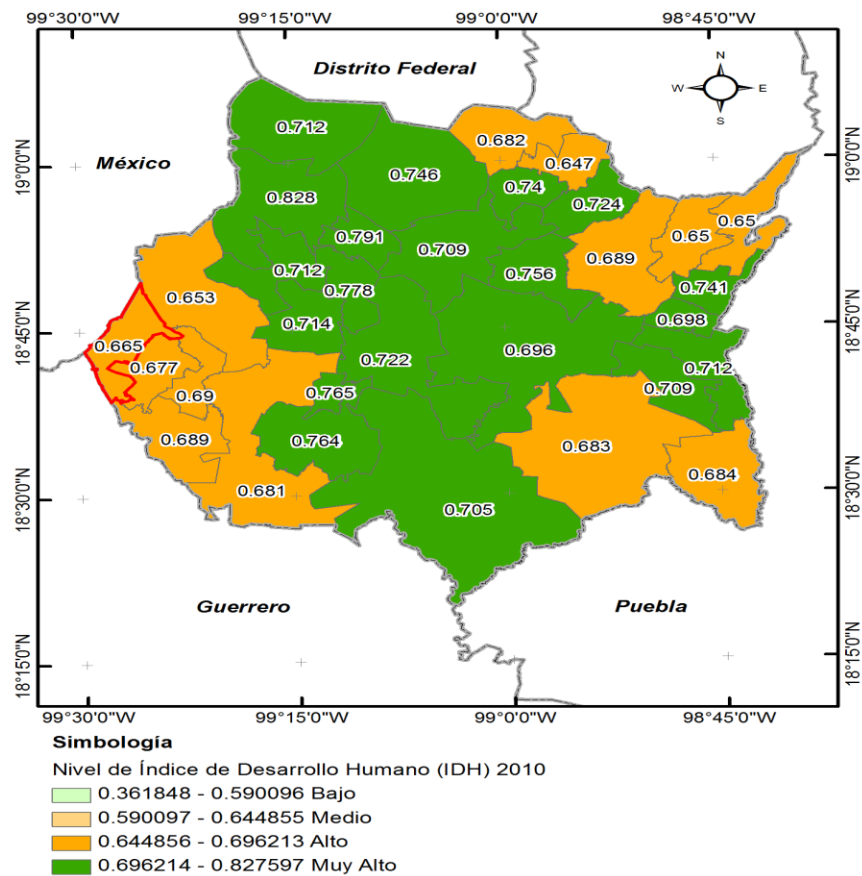 99°30'0"W 99°15'0"W 99°0'0"W 98°45'0"W
Distrito Federal
N
W E
S
México
19°0'0"N
19°0'0"N
18°45'0"N
18°45'0"N
18°30'0"N
18°30'0"N
18°15'0"N
18°15'0"N
0.712
0.682
0.647
0.746
0.74
0.828
0.724
0.65
0.65
0.791
0.709
0.689
0.712
0.756
0.741
0.778
0.653
0.714
0.698
0.665
0.696
0.677
0.722
0.712
0.69
0.765
0.709
0.689
0.764
0.683
0.684
0.681
0.705
Guerrero
Puebla
99°30'0"W 99°15'0"W 99°0'0"W 98°45'0"W
Simbología
Nivel de Índice de Desarrollo Humano (IDH) 2010
0.361848 - 0.590096 Bajo
0.590097 - 0.644855 Medio
0.644856 - 0.696213 Alto
0.696214 - 0.827597 Muy Alto